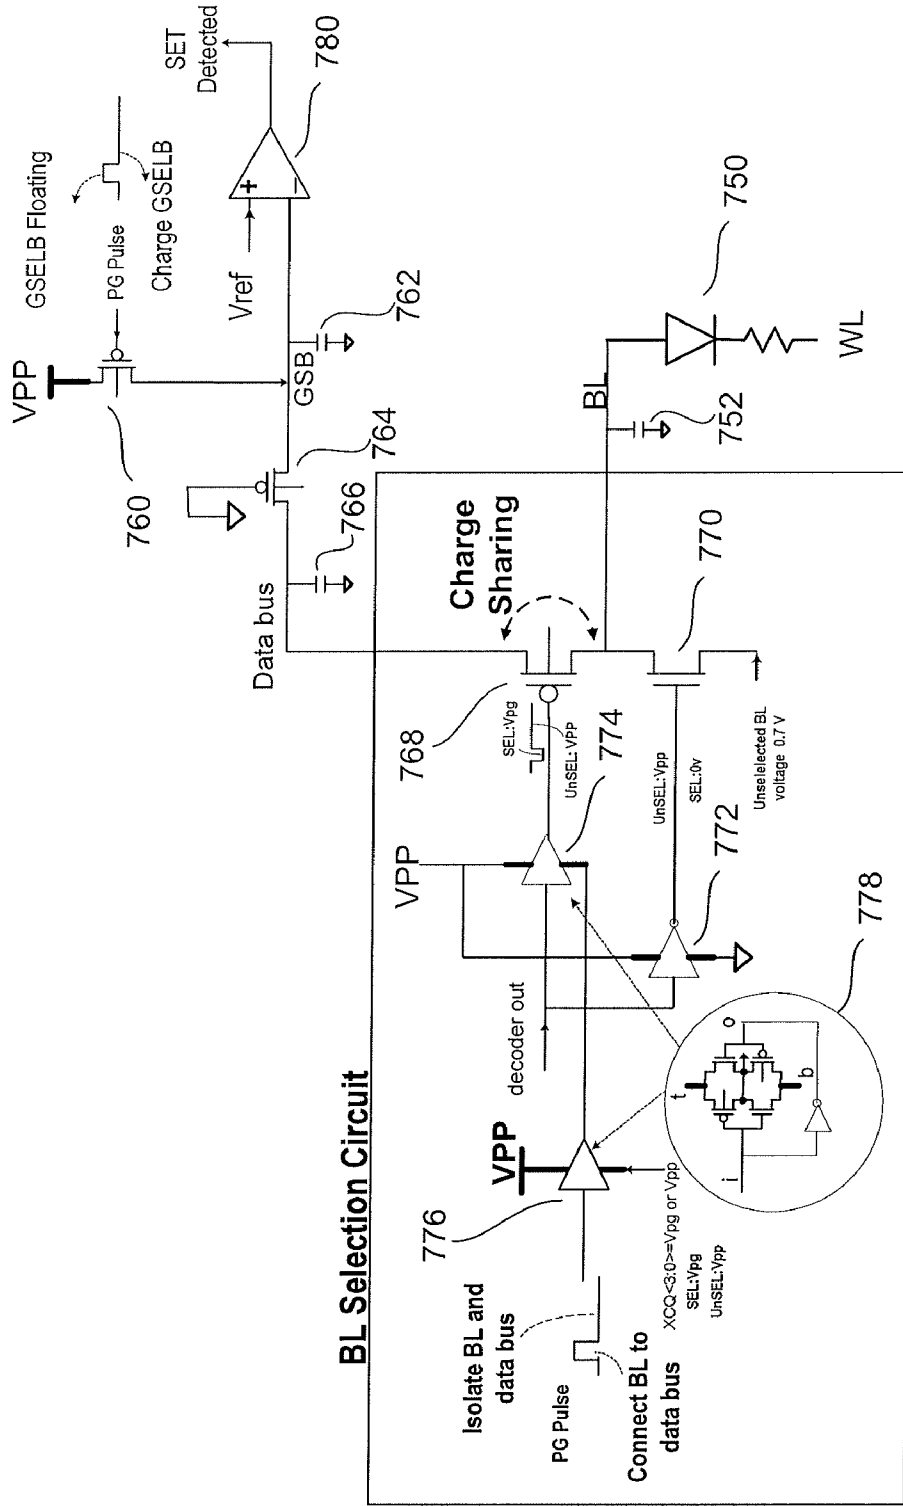 SET
Detected
780
GSELB Floating
PG Pulse
Charge GSELB
+
−
Vref
VPP
GSB
762
760
764
766
Data bus
750
WL
BL
752
BL Selection Circuit
Charge
Sharing
768
SEL:Vpg
UnSEL:VPP
774
770
UnSEL:Vpp
SEL:0v
Unselelected BL
voltage 0.7 V
VPP
772
decoder out
778
t
o
i
b
VPP
776
XCQ<3:0>=Vpg or Vpp
SEL:Vpg
UnSEL:Vpp
Isolate BL and
data bus
PG Pulse
Connect BL to
data bus